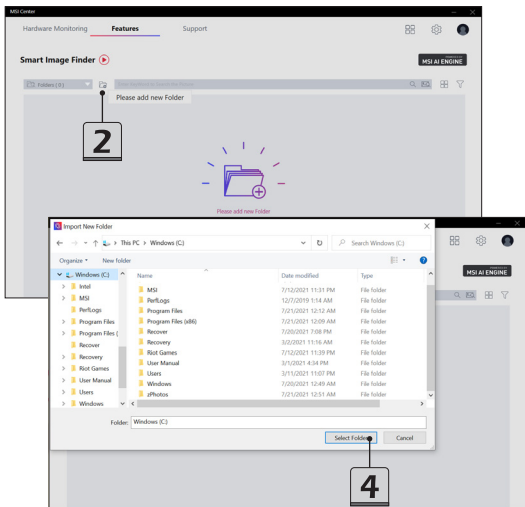 MSI Center
Hardware Monitoring Features Support
Smart Image Finder
MSI AI ENGINE
Folders ( 0 )
Please add new Folder
2
Please add new Folder
Import New Folder
This PC > Windows (C:)
Search Windows (C:)
Organize New folder
MSI AI ENGINE
Windows (C:)
Intel
MSI
PerfLogs
Program Files
Program Files (
Recover
Recovery
Riot Games
User Manual
Users
Windows
Name Date modified Type
MSI 7/12/2021 11:31 PM File folder
PerfLogs 12/7/2019 1:14 AM File folder
Program Files 7/21/2021 12:12 AM File folder
Program Files (x86) 7/21/2021 12:09 AM File folder
Recover 7/20/2021 7:08 PM File folder
Recovery 3/2/2021 11:16 AM File folder
Riot Games 7/12/2021 11:39 PM File folder
User Manual 3/1/2021 4:34 PM File folder
Users 3/11/2021 11:07 PM File folder
Windows 7/20/2021 12:49 AM File folder
zPhotos 7/21/2021 12:51 AM File folder
Folder: Windows (C:)
Select Folder Cancel
4